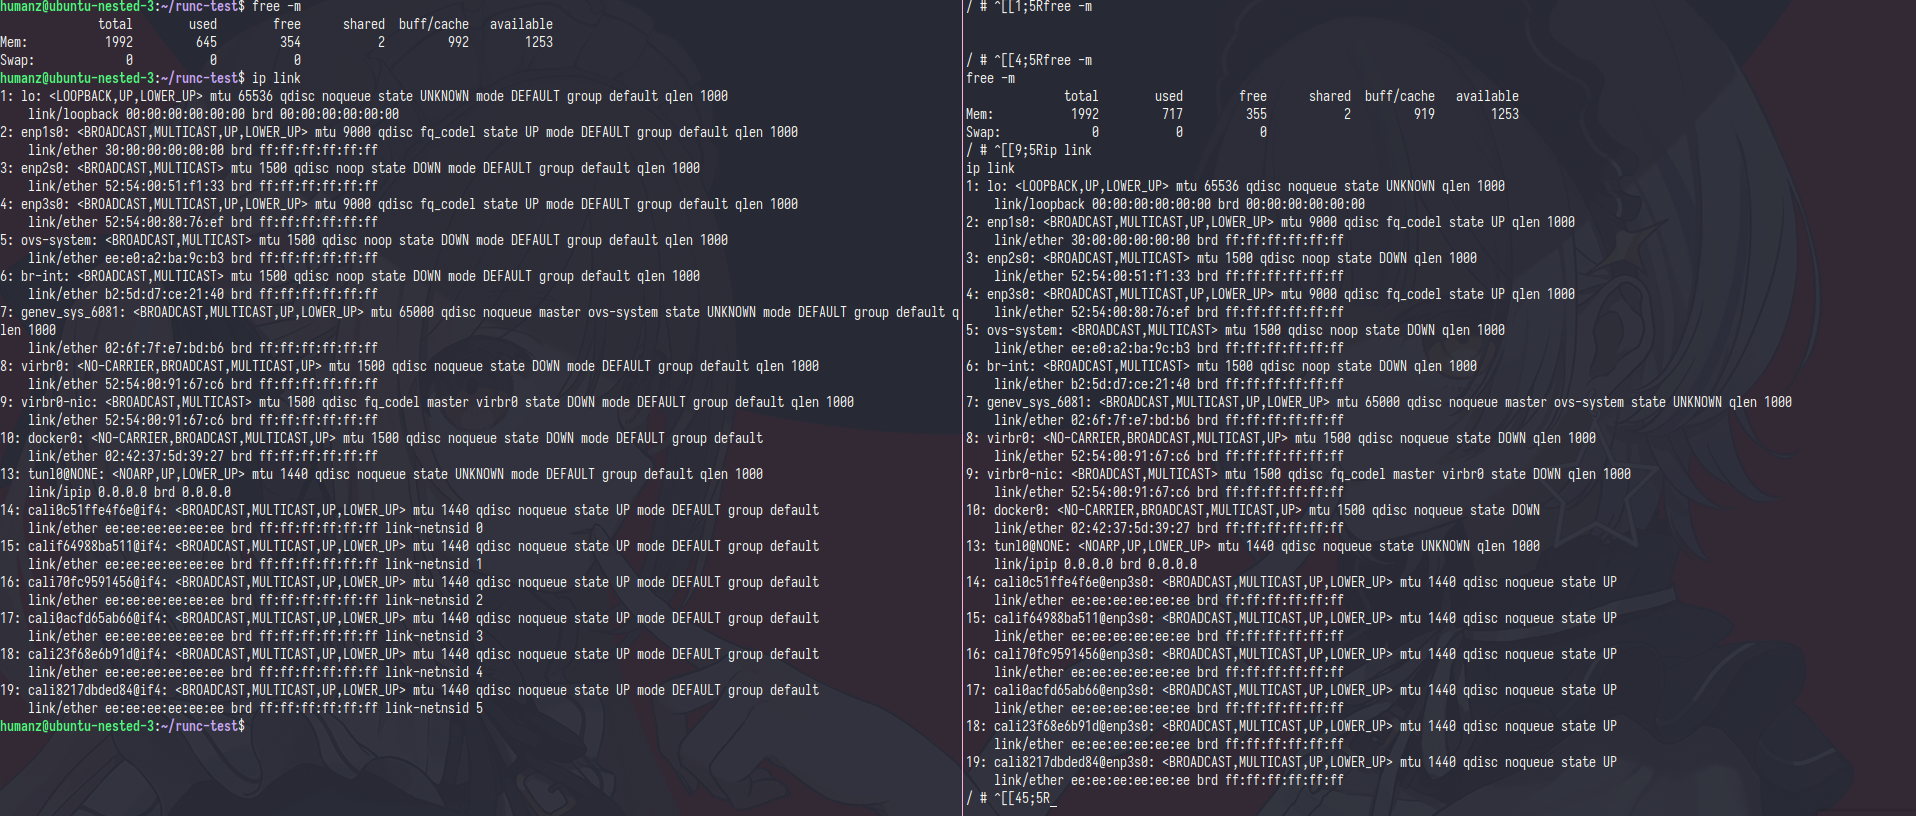 humanz@ubuntu-nested-3:~/runc-test$ free -m
              total        used        free      shared  buff/cache   available
Mem:           1992         645         354           2         992        1253
Swap:             0           0           0
humanz@ubuntu-nested-3:~/runc-test$ ip link
1: lo: <LOOPBACK,UP,LOWER_UP> mtu 65536 qdisc noqueue state UNKNOWN mode DEFAULT group default qlen 1000
    link/loopback 00:00:00:00:00:00 brd 00:00:00:00:00:00
2: enp1s0: <BROADCAST,MULTICAST,UP,LOWER_UP> mtu 9000 qdisc fq_codel state UP mode DEFAULT group default qlen 1000
    link/ether 30:00:00:00:00:00 brd ff:ff:ff:ff:ff:ff
3: enp2s0: <BROADCAST,MULTICAST> mtu 1500 qdisc noop state DOWN mode DEFAULT group default qlen 1000
    link/ether 52:54:00:51:f1:33 brd ff:ff:ff:ff:ff:ff
4: enp3s0: <BROADCAST,MULTICAST,UP,LOWER_UP> mtu 9000 qdisc fq_codel state UP mode DEFAULT group default qlen 1000
    link/ether 52:54:00:80:76:ef brd ff:ff:ff:ff:ff:ff
5: ovs-system: <BROADCAST,MULTICAST> mtu 1500 qdisc noop state DOWN mode DEFAULT group default qlen 1000
    link/ether ee:e0:a2:ba:9c:b3 brd ff:ff:ff:ff:ff:ff
6: br-int: <BROADCAST,MULTICAST> mtu 1500 qdisc noop state DOWN mode DEFAULT group default qlen 1000
    link/ether b2:5d:d7:ce:21:40 brd ff:ff:ff:ff:ff:ff
7: genev_sys_6081: <BROADCAST,MULTICAST,UP,LOWER_UP> mtu 65000 qdisc noqueue master ovs-system state UNKNOWN mode DEFAULT group default q
len 1000
    link/ether 02:6f:7f:e7:bd:b6 brd ff:ff:ff:ff:ff:ff
8: virbr0: <NO-CARRIER,BROADCAST,MULTICAST,UP> mtu 1500 qdisc noqueue state DOWN mode DEFAULT group default qlen 1000
    link/ether 52:54:00:91:67:c6 brd ff:ff:ff:ff:ff:ff
9: virbr0-nic: <BROADCAST,MULTICAST> mtu 1500 qdisc fq_codel master virbr0 state DOWN mode DEFAULT group default qlen 1000
    link/ether 52:54:00:91:67:c6 brd ff:ff:ff:ff:ff:ff
10: docker0: <NO-CARRIER,BROADCAST,MULTICAST,UP> mtu 1500 qdisc noqueue state DOWN mode DEFAULT group default
    link/ether 02:42:37:5d:39:27 brd ff:ff:ff:ff:ff:ff
13: tunl0@NONE: <NOARP,UP,LOWER_UP> mtu 1440 qdisc noqueue state UNKNOWN mode DEFAULT group default qlen 1000
    link/ipip 0.0.0.0 brd 0.0.0.0
14: cali0c51ffe4f6e@if4: <BROADCAST,MULTICAST,UP,LOWER_UP> mtu 1440 qdisc noqueue state UP mode DEFAULT group default
    link/ether ee:ee:ee:ee:ee:ee brd ff:ff:ff:ff:ff:ff link-netnsid 0
15: calif64988ba511@if4: <BROADCAST,MULTICAST,UP,LOWER_UP> mtu 1440 qdisc noqueue state UP mode DEFAULT group default
    link/ether ee:ee:ee:ee:ee:ee brd ff:ff:ff:ff:ff:ff link-netnsid 1
16: cali70fc9591456@if4: <BROADCAST,MULTICAST,UP,LOWER_UP> mtu 1440 qdisc noqueue state UP mode DEFAULT group default
    link/ether ee:ee:ee:ee:ee:ee brd ff:ff:ff:ff:ff:ff link-netnsid 2
17: cali0acfd65ab66@if4: <BROADCAST,MULTICAST,UP,LOWER_UP> mtu 1440 qdisc noqueue state UP mode DEFAULT group default
    link/ether ee:ee:ee:ee:ee:ee brd ff:ff:ff:ff:ff:ff link-netnsid 3
18: cali23f68e6b91d@if4: <BROADCAST,MULTICAST,UP,LOWER_UP> mtu 1440 qdisc noqueue state UP mode DEFAULT group default
    link/ether ee:ee:ee:ee:ee:ee brd ff:ff:ff:ff:ff:ff link-netnsid 4
19: cali8217dbded84@if4: <BROADCAST,MULTICAST,UP,LOWER_UP> mtu 1440 qdisc noqueue state UP mode DEFAULT group default
    link/ether ee:ee:ee:ee:ee:ee brd ff:ff:ff:ff:ff:ff link-netnsid 5
humanz@ubuntu-nested-3:~/runc-test$
/ # ^[[1;5Rfree -m
/ # ^[[4;5Rfree -m
free -m
              total        used        free      shared  buff/cache   available
Mem:           1992         717         355           2         919        1253
Swap:             0           0           0
/ # ^[[9;5Rip link
ip link
1: lo: <LOOPBACK,UP,LOWER_UP> mtu 65536 qdisc noqueue state UNKNOWN qlen 1000
    link/loopback 00:00:00:00:00:00 brd 00:00:00:00:00:00
2: enp1s0: <BROADCAST,MULTICAST,UP,LOWER_UP> mtu 9000 qdisc fq_codel state UP qlen 1000
    link/ether 30:00:00:00:00:00 brd ff:ff:ff:ff:ff:ff
3: enp2s0: <BROADCAST,MULTICAST> mtu 1500 qdisc noop state DOWN qlen 1000
    link/ether 52:54:00:51:f1:33 brd ff:ff:ff:ff:ff:ff
4: enp3s0: <BROADCAST,MULTICAST,UP,LOWER_UP> mtu 9000 qdisc fq_codel state UP qlen 1000
    link/ether 52:54:00:80:76:ef brd ff:ff:ff:ff:ff:ff
5: ovs-system: <BROADCAST,MULTICAST> mtu 1500 qdisc noop state DOWN qlen 1000
    link/ether ee:e0:a2:ba:9c:b3 brd ff:ff:ff:ff:ff:ff
6: br-int: <BROADCAST,MULTICAST> mtu 1500 qdisc noop state DOWN qlen 1000
    link/ether b2:5d:d7:ce:21:40 brd ff:ff:ff:ff:ff:ff
7: genev_sys_6081: <BROADCAST,MULTICAST,UP,LOWER_UP> mtu 65000 qdisc noqueue master ovs-system state UNKNOWN qlen 1000
    link/ether 02:6f:7f:e7:bd:b6 brd ff:ff:ff:ff:ff:ff
8: virbr0: <NO-CARRIER,BROADCAST,MULTICAST,UP> mtu 1500 qdisc noqueue state DOWN qlen 1000
    link/ether 52:54:00:91:67:c6 brd ff:ff:ff:ff:ff:ff
9: virbr0-nic: <BROADCAST,MULTICAST> mtu 1500 qdisc fq_codel master virbr0 state DOWN qlen 1000
    link/ether 52:54:00:91:67:c6 brd ff:ff:ff:ff:ff:ff
10: docker0: <NO-CARRIER,BROADCAST,MULTICAST,UP> mtu 1500 qdisc noqueue state DOWN
    link/ether 02:42:37:5d:39:27 brd ff:ff:ff:ff:ff:ff
13: tunl0@NONE: <NOARP,UP,LOWER_UP> mtu 1440 qdisc noqueue state UNKNOWN qlen 1000
    link/ipip 0.0.0.0 brd 0.0.0.0
14: cali0c51ffe4f6e@enp3s0: <BROADCAST,MULTICAST,UP,LOWER_UP> mtu 1440 qdisc noqueue state UP
    link/ether ee:ee:ee:ee:ee:ee brd ff:ff:ff:ff:ff:ff
15: calif64988ba511@enp3s0: <BROADCAST,MULTICAST,UP,LOWER_UP> mtu 1440 qdisc noqueue state UP
    link/ether ee:ee:ee:ee:ee:ee brd ff:ff:ff:ff:ff:ff
16: cali70fc9591456@enp3s0: <BROADCAST,MULTICAST,UP,LOWER_UP> mtu 1440 qdisc noqueue state UP
    link/ether ee:ee:ee:ee:ee:ee brd ff:ff:ff:ff:ff:ff
17: cali0acfd65ab66@enp3s0: <BROADCAST,MULTICAST,UP,LOWER_UP> mtu 1440 qdisc noqueue state UP
    link/ether ee:ee:ee:ee:ee:ee brd ff:ff:ff:ff:ff:ff
18: cali23f68e6b91d@enp3s0: <BROADCAST,MULTICAST,UP,LOWER_UP> mtu 1440 qdisc noqueue state UP
    link/ether ee:ee:ee:ee:ee:ee brd ff:ff:ff:ff:ff:ff
19: cali8217dbded84@enp3s0: <BROADCAST,MULTICAST,UP,LOWER_UP> mtu 1440 qdisc noqueue state UP
    link/ether ee:ee:ee:ee:ee:ee brd ff:ff:ff:ff:ff:ff
/ # ^[[45;5R